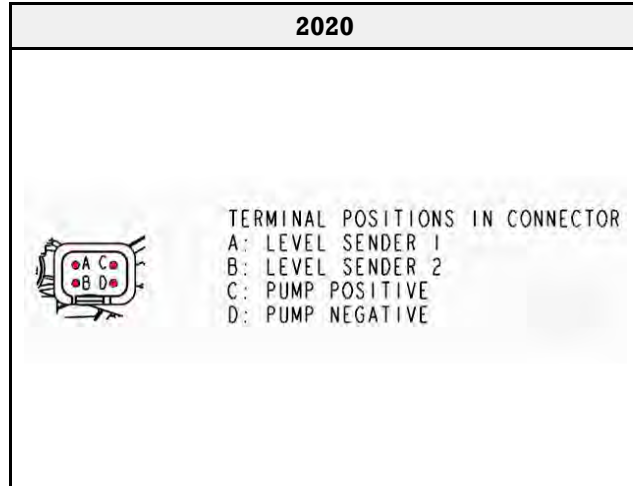 2020
TERMINAL POSITIONS IN CONNECTOR
A: LEVEL SENDER 1
B: LEVEL SENDER 2
C: PUMP POSITIVE
D: PUMP NEGATIVE
A C
B D